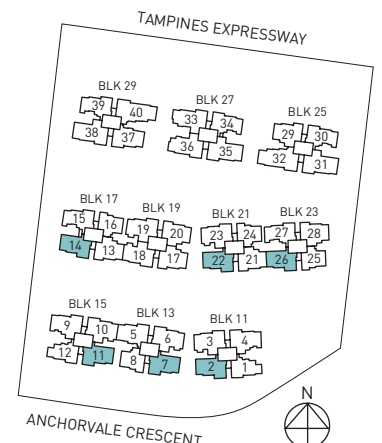 TAMPINES EXPRESSWAY
BLK 29
39 40
38 37
BLK 27
33 34
36 35
BLK 25
29 30
32 31
BLK 17
15 16
14 13
BLK 19
19 20
18 17
BLK 21
23 24
22 21
BLK 23
27 28
26 25
BLK 15
9 10
12 11
BLK 13
5 6
8 7
BLK 11
3 4
2 1
ANCHORVALE CRESCENT
N